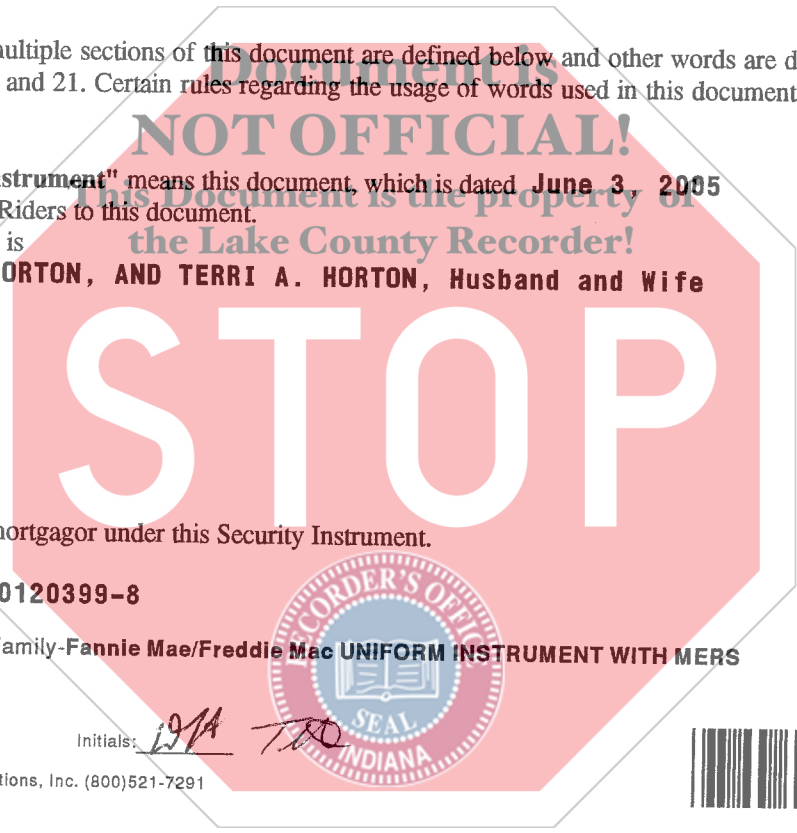 multiple sections of this document are defined below and other words are d
Document is
and 21. Certain rules regarding the usage of words used in this document
NOT OFFICIAL!
strument" means this document, which is dated June 3, 2005
This Document is the property of
Riders to this document.
is
the Lake County Recorder!
ORTON, AND TERRI A. HORTON, Husband and Wife
STOP
mortgagor under this Security Instrument.
0120399-8
RECORDER'S OFFICE
Family-Fannie Mae/Freddie Mac UNIFORM INSTRUMENT WITH MERS
SEAL
INDIANA
Initials:
tions, Inc. (800)521-7291